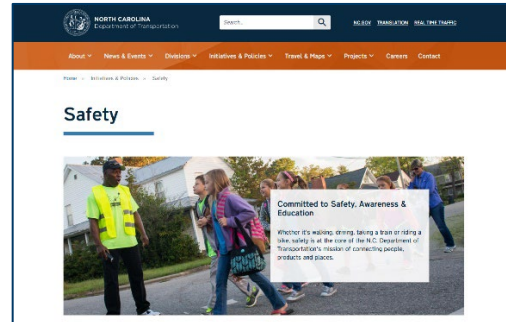 NORTH CAROLINA
Department of Transportation
Search...
NC.GOV TRANSLATION REAL TIME TRAFFIC
About News & Events Divisions Initiatives & Policies Travel & Maps Projects Careers Contact
Home > Initiatives & Policies > Safety
Safety
Committed to Safety, Awareness &
Education
Whether it's walking, driving, taking a train or riding a
bike, safety is at the core of the N.C. Department of
Transportation's mission of connecting people,
products and places.